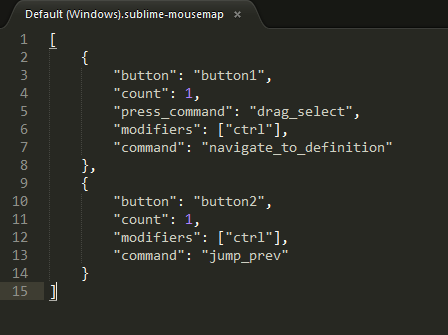 Default (Windows).sublime-mousemap ×
1 [
2     {
3         "button": "button1",
4         "count": 1,
5         "press_command": "drag_select",
6         "modifiers": ["ctrl"],
7         "command": "navigate_to_definition"
8     },
9     {
10         "button": "button2",
11         "count": 1,
12         "modifiers": ["ctrl"],
13         "command": "jump_prev"
14     }
15 ]